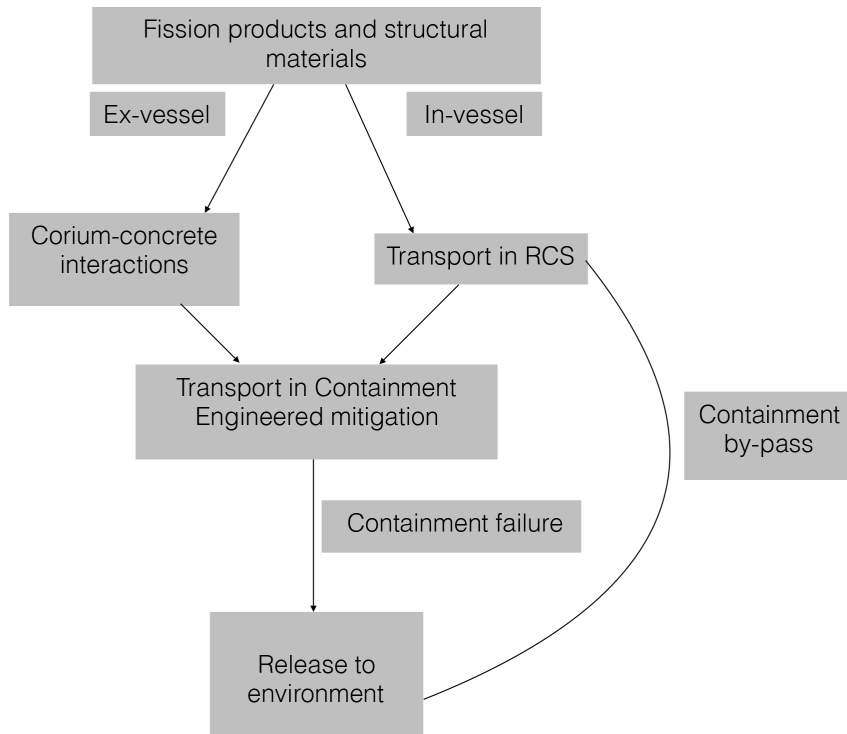 Fission products and structural
materials
Ex-vessel
In-vessel
Corium-concrete
interactions
Transport in RCS
Transport in Containment
Engineered mitigation
Containment
by-pass
Containment failure
Release to
environment